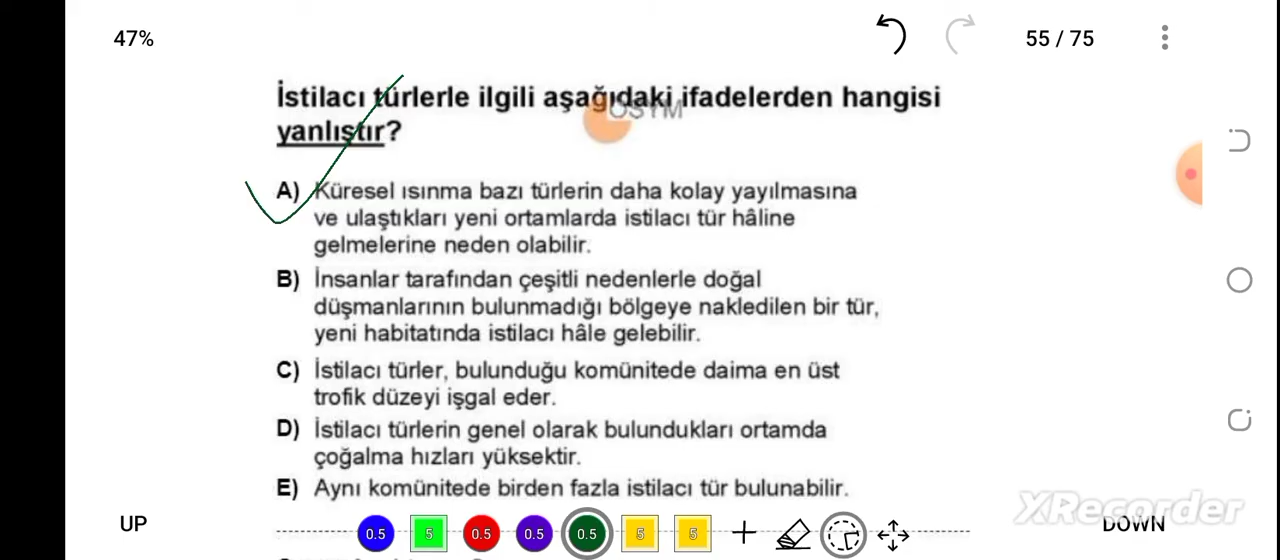 47%
55 / 75
İstilacı türlerle ilgili aşağıdaki ifadelerden hangisi
ÖSYM
yanlıştır?
A) Küresel ısınma bazı türlerin daha kolay yayılmasına
ve ulaştıkları yeni ortamlarda istilacı tür hâline
gelmelerine neden olabilir.
B) İnsanlar tarafından çeşitli nedenlerle doğal
düşmanlarının bulunmadığı bölgeye nakledilen bir tür,
yeni habitatında istilacı hâle gelebilir.
C) İstilacı türler, bulunduğu komünitede daima en üst
trofik düzeyi işgal eder.
D) İstilacı türlerin genel olarak bulundukları ortamda
çoğalma hızları yüksektir.
E) Aynı komünitede birden fazla istilacı tür bulunabilir.
XRecorder
UP
0.5 5 0.5 0.5 0.5 5 5
DOWN